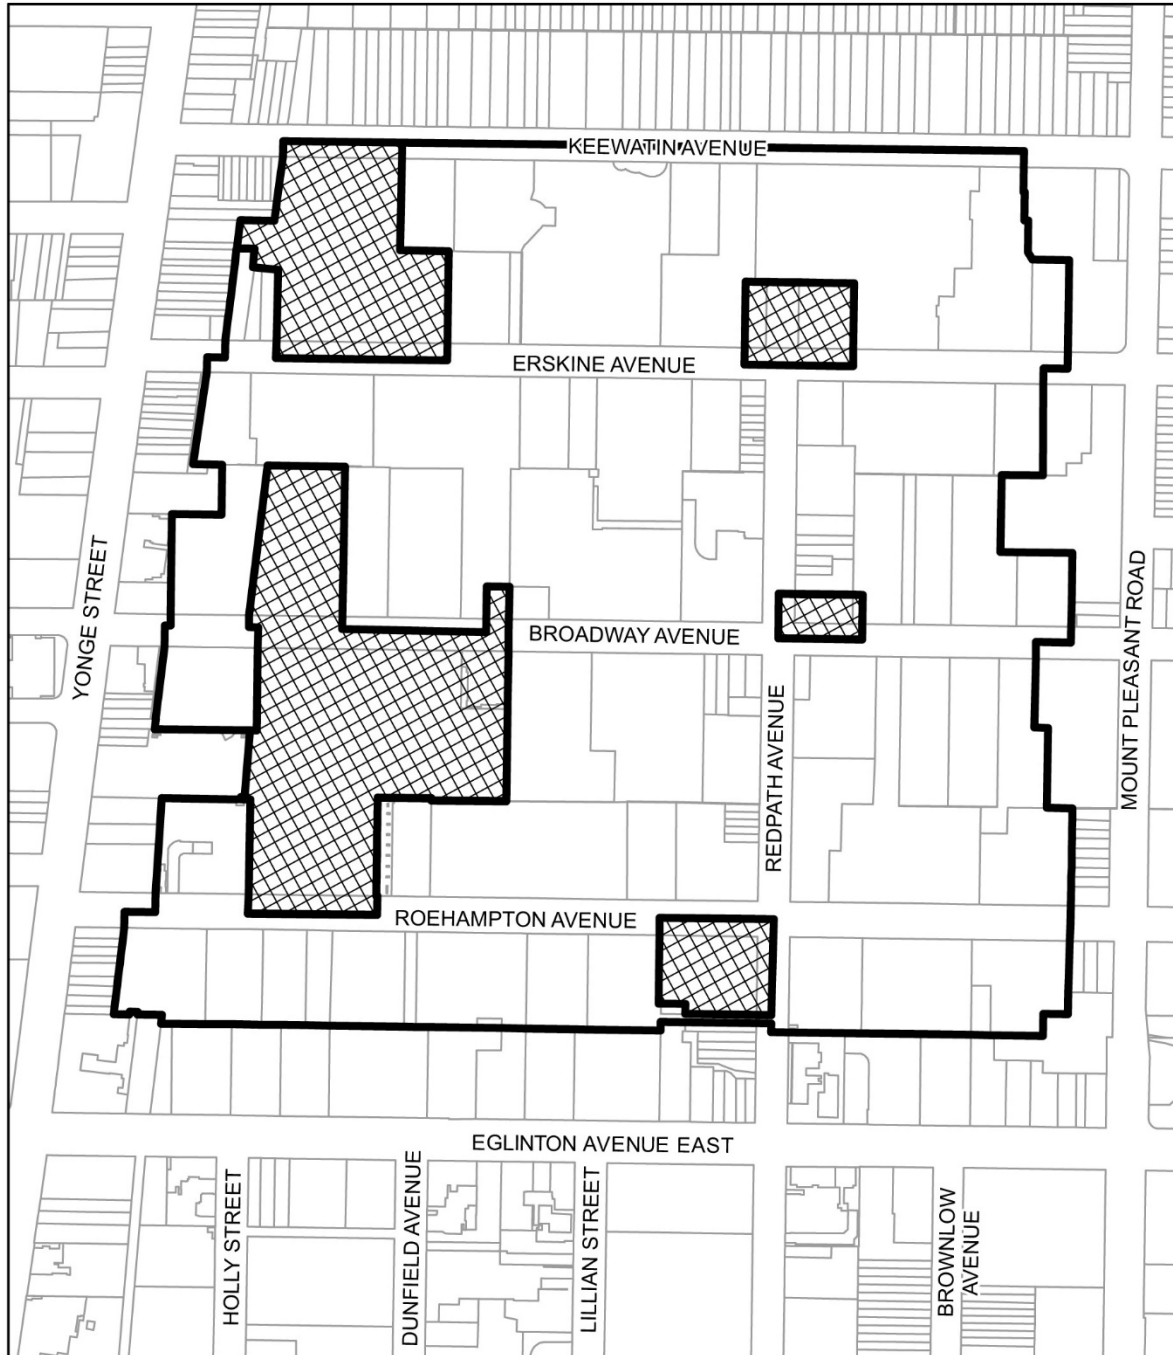 KEEWATIN AVENUE
ERSKINE AVENUE
YONGE STREET
BROADWAY AVENUE
MOUNT PLEASANT ROAD
REDPATH AVENUE
ROEHAMPTON AVENUE
EGLINTON AVENUE EAST
HOLLY STREET
DUNFIELD AVENUE
LILLIAN STREET
BROWNLOW
AVENUE